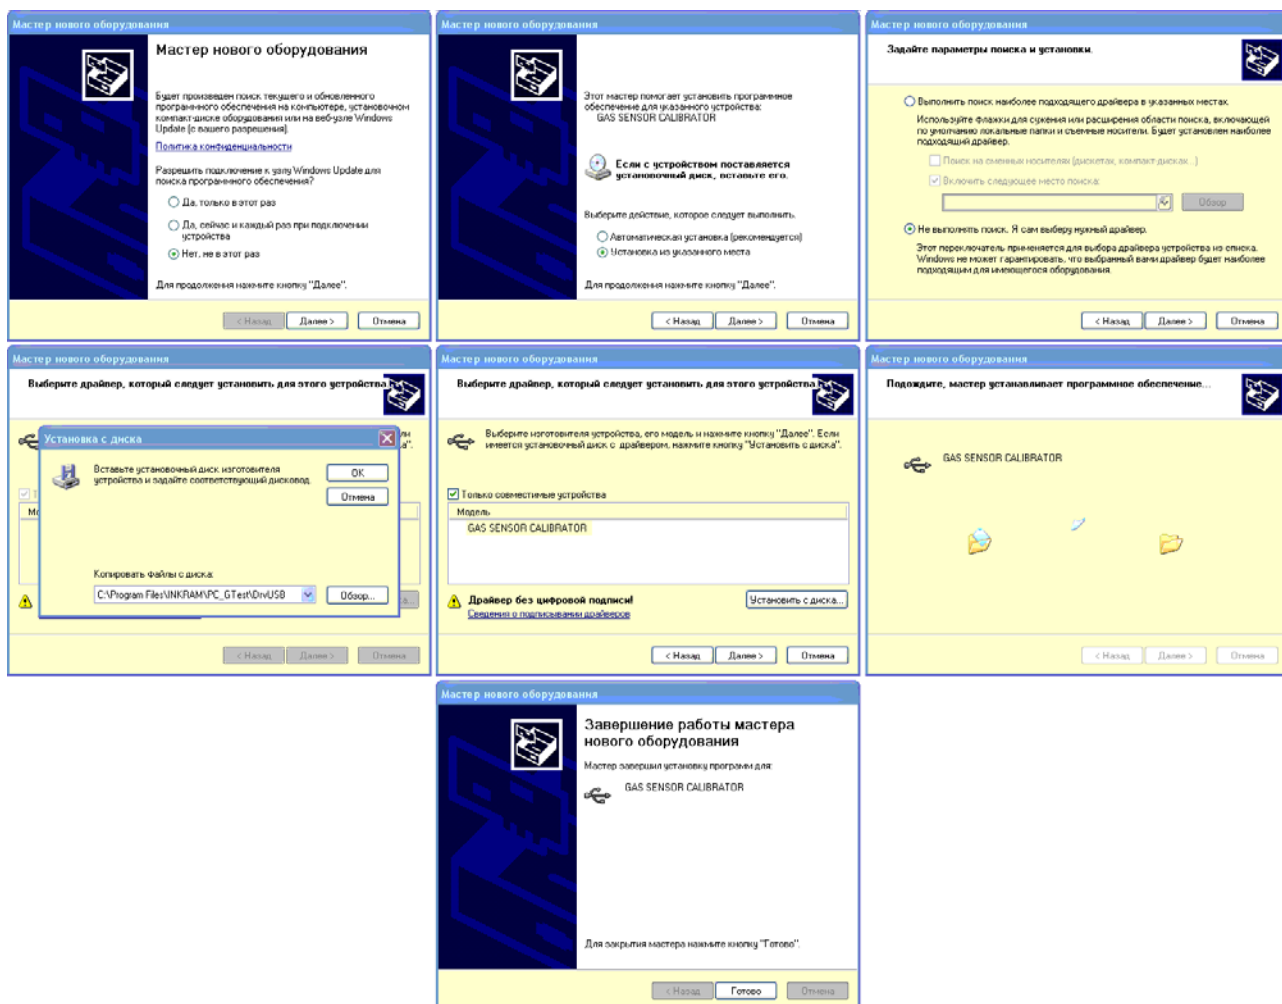 Мастер нового оборудования
Мастер нового оборудования
Будет произведен поиск текущего и обновленного
программного обеспечения на компьютере, установочном
компакт-диске оборудования или на веб-узле Windows
Update (с вашего разрешения).
Политика конфиденциальности
Разрешить подключение к узлу Windows Update для
поиска программного обеспечения?
Да, только в этот раз
Да, сейчас и каждый раз при подключении
устройства
Нет, не в этот раз
Для продолжения нажмите кнопку "Далее".
< Назад
Далее >
Отмена
Мастер нового оборудования
Этот мастер помогает установить программное
обеспечение для указанного устройства:
GAS SENSOR CALIBRATOR
Если с устройством поставляется
установочный диск, вставьте его.
Выберите действие, которое следует выполнить.
Автоматическая установка (рекомендуется)
Установка из указанного места
Для продолжения нажмите кнопку "Далее".
< Назад
Далее >
Отмена
Мастер нового оборудования
Задайте параметры поиска и установки.
Выполнить поиск наиболее подходящего драйвера в указанных местах.
Используйте флажки для сужения или расширения области поиска, включающей
по умолчанию локальные папки и съемные носители. Будет установлен наиболее
подходящий драйвер.
Поиск на сменных носителях (дискетах, компакт-дисках...)
Включить следующее место поиска:
Обзор
Не выполнять поиск. Я сам выберу нужный драйвер.
Этот переключатель применяется для выбора драйвера устройства из списка.
Windows не может гарантировать, что выбранный вами драйвер будет наиболее
подходящим для имеющегося оборудования.
< Назад
Далее >
Отмена
Мастер нового оборудования
Выберите драйвер, который следует установить для этого устройства.
Установка с диска
Вставьте установочный диск изготовителя
устройства и задайте соответствующий дисковод.
OK
Отмена
Копировать файлы с диска:
C:\Program Files\INKRAM\PC_GTest\DrvUSB
Обзор...
< Назад
Далее >
Отмена
Мастер нового оборудования
Выберите драйвер, который следует установить для этого устройства.
Выберите изготовителя устройства, его модель и нажмите кнопку "Далее". Если
имеется установочный диск с драйвером, нажмите кнопку "Установить с диска".
Только совместимые устройства
Модель
GAS SENSOR CALIBRATOR
Драйвер без цифровой подписи!
Сведения о подписывании драйверов
Установить с диска...
< Назад
Далее >
Отмена
Мастер нового оборудования
Подождите, мастер устанавливает программное обеспечение...
GAS SENSOR CALIBRATOR
< Назад
Далее >
Отмена
Мастер нового оборудования
Завершение работы мастера
нового оборудования
Мастер завершил установку программ для:
GAS SENSOR CALIBRATOR
Для закрытия мастера нажмите кнопку "Готово".
< Назад
Готово
Отмена